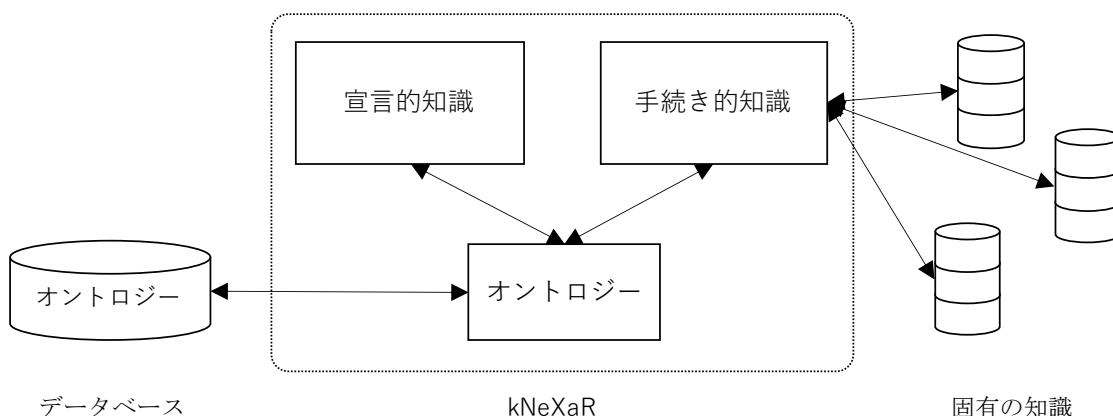 宣言的知識
手続き的知識
オントロジー
オントロジー
データベース
kNeXaR
固有の知識